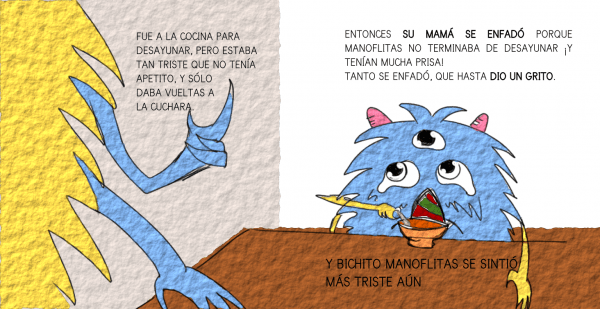 FUE A LA COCINA PARA
DESAYUNAR, PERO ESTABA
TAN TRISTE QUE NO TENÍA
APETITO, Y SÓLO
DABA VUELTAS A
LA CUCHARA.
ENTONCES SU MAMÁ SE ENFADÓ PORQUE
MANOFLITAS NO TERMINABA DE DESAYUNAR ¡Y
TENÍAN MUCHA PRISA!
TANTO SE ENFADÓ, QUE HASTA DIO UN GRITO.
Y BICHITO MANOFLITAS SE SINTIÓ
MÁS TRISTE AÚN